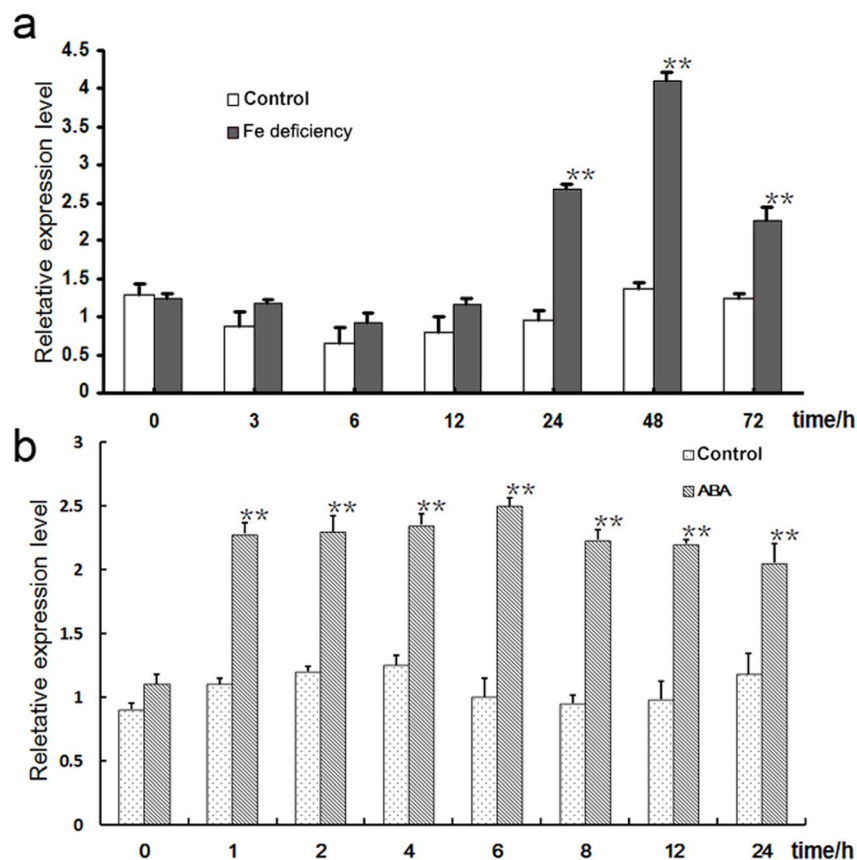 a
Reletative expression level
4.5
4
3.5
3
2.5
2
1.5
1
0.5
0
Control
Fe deficiency
**
**
**
0 3 6 12 24 48 72 time/h
b
Reletative expression level
3
2.5
2
1.5
1
0.5
0
Control
ABA
**
**
**
**
**
**
**
0 1 2 4 6 8 12 24 time/h